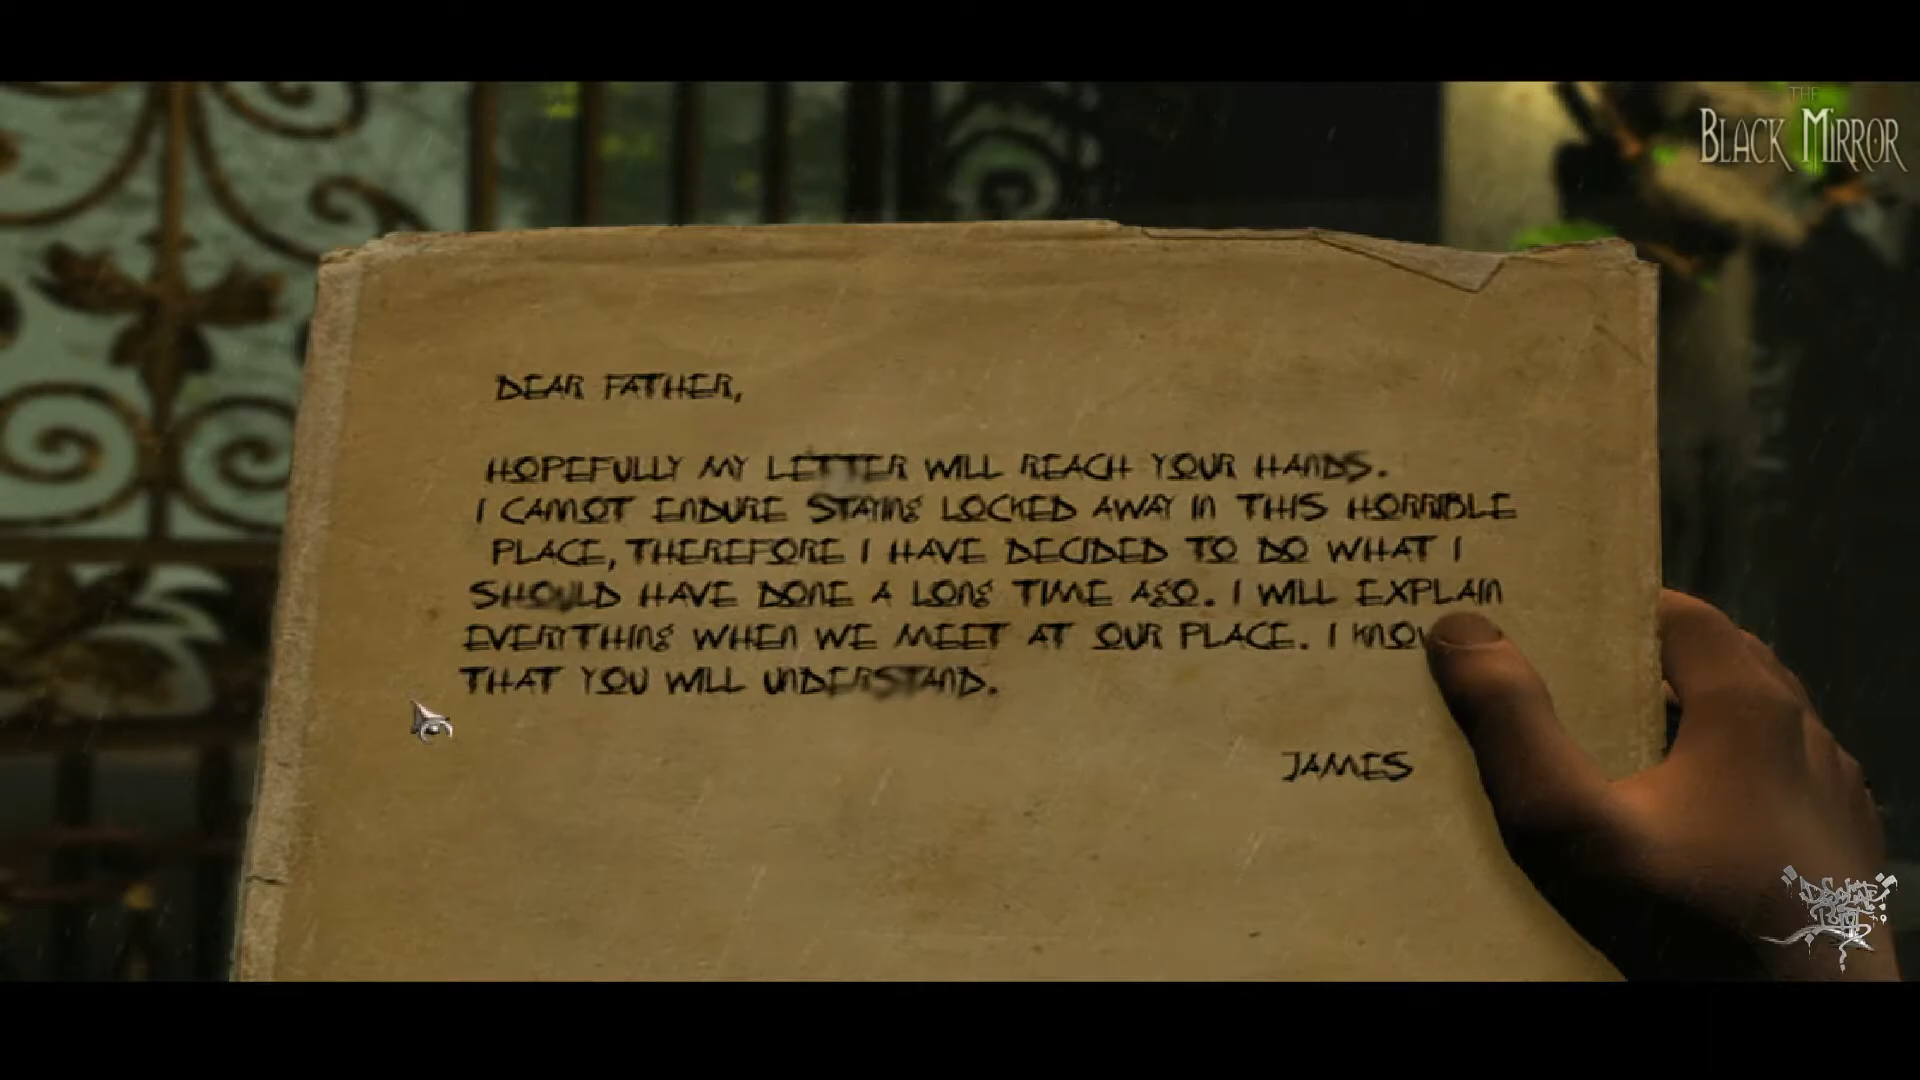 THE
BLACK MIRROR
DEAR FATHER,
HOPEFULLY MY LETTER WILL REACH YOUR HANDS.
I CANNOT ENDURE STAYING LOCKED AWAY IN THIS HORRIBLE
PLACE, THEREFORE I HAVE DECIDED TO DO WHAT I
SHOULD HAVE DONE A LONG TIME AGO. I WILL EXPLAIN
EVERYTHING WHEN WE MEET AT OUR PLACE. I KNOW
THAT YOU WILL UNDERSTAND.
JAMES